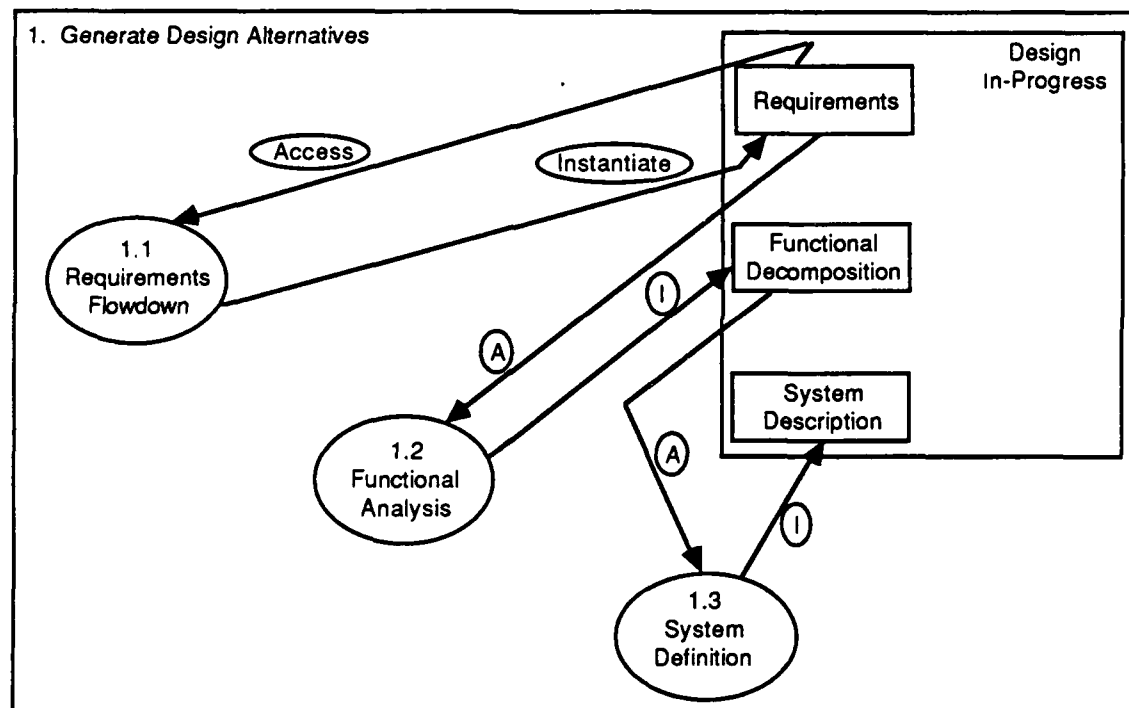 1. Generate Design Alternatives
Design
In-Progress
Requirements
Access
Instantiate
1.1
Requirements
Flowdown
Functional
Decomposition
I
A
System
Description
1.2
Functional
Analysis
A
I
1.3
System
Definition